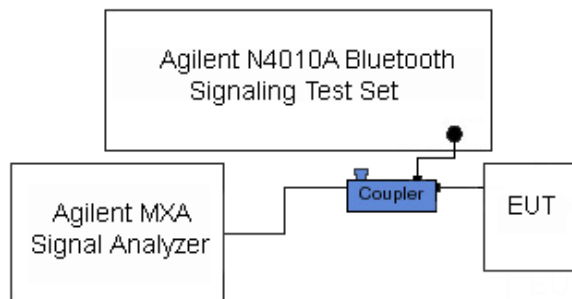 Agilent N4010A Bluetooth
Signaling Test Set
Coupler
Agilent MXA
Signal Analyzer
EUT